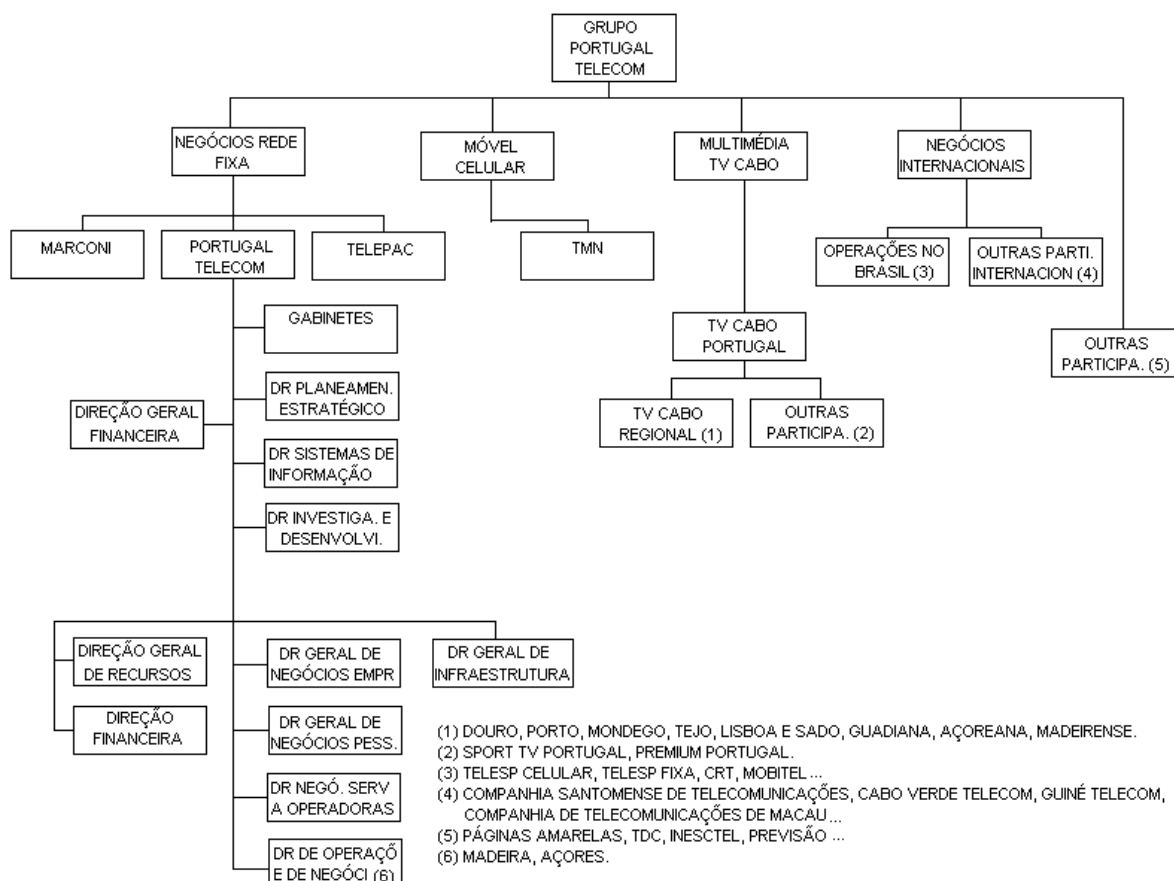 GRUPO
PORTUGAL
TELECOM
NEGÓCIOS REDE
FIXA
MÓVEL
CELULAR
MULTIMÉDIA
TV CABO
NEGÓCIOS
INTERNACIONAIS
MARCONI
PORTUGAL
TELECOM
TELEPAC
TMN
OPERAÇÕES NO
BRASIL (3)
OUTRAS PARTI.
INTERNACION (4)
GABINETES
TV CABO
PORTUGAL
OUTRAS
PARTICIPA. (5)
DR PLANEAMEN.
ESTRATÉGICO
DIREÇÃO GERAL
FINANCEIRA
TV CABO
REGIONAL (1)
OUTRAS
PARTICIPA. (2)
DR SISTEMAS DE
INFORMAÇÃO
DR INVESTIGA. E
DESENVOLVI.
DIREÇÃO GERAL
DE RECURSOS
DR GERAL DE
NEGÓCIOS EMPR
DR GERAL DE
INFRAESTRUTURA
DIREÇÃO
FINANCEIRA
DR GERAL DE
NEGÓCIOS PESS.
DR NEGÓ. SERV
A OPERADORAS
DR DE OPERAÇÕ
E DE NEGÓCI (6)
(1) DOURO, PORTO, MONDEGO, TEJO, LISBOA E SADO, GUADIANA, AÇOREANA, MADEIRENSE.
(2) SPORT TV PORTUGAL, PREMIUM PORTUGAL.
(3) TELESP CELULAR, TELESP FIXA, CRT, MOBITEL ...
(4) COMPANHIA SANTOMENSE DE TELECOMUNICAÇÕES, CABO VERDE TELECOM, GUINÉ TELECOM,
COMPANHIA DE TELECOMUNICAÇÕES DE MACAU ...
(5) PÁGINAS AMARELAS, TDC, INESCTEL, PREVISÃO ...
(6) MADEIRA, AÇORES.